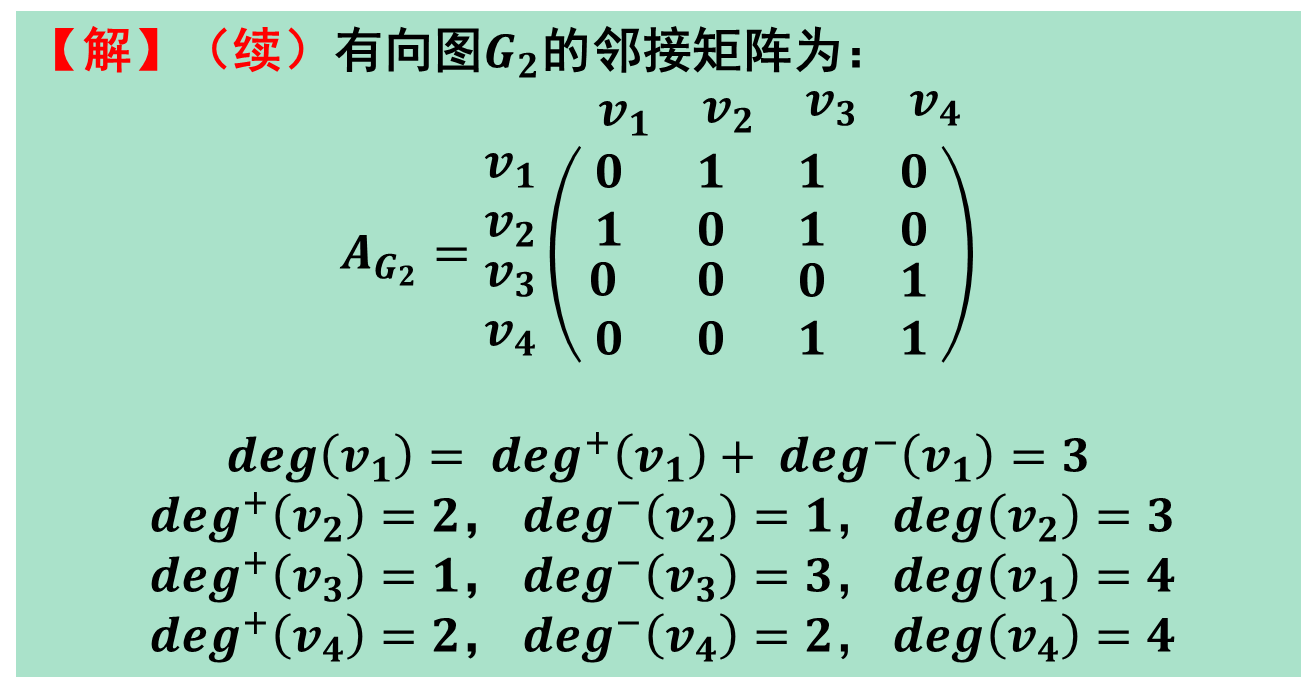 【解】（续）有向图G₂的邻接矩阵为：
v₁ v₂ v₃ v₄
v₁ 0 1 1 0
v₂ 1 0 1 0
A_{G₂} =
v₃ 0 0 0 1
v₄ 0 0 1 1
deg(v₁) = deg⁺(v₁) + deg⁻(v₁) = 3
deg⁺(v₂) = 2， deg⁻(v₂) = 1， deg(v₂) = 3
deg⁺(v₃) = 1， deg⁻(v₃) = 3， deg(v₁) = 4
deg⁺(v₄) = 2， deg⁻(v₄) = 2， deg(v₄) = 4